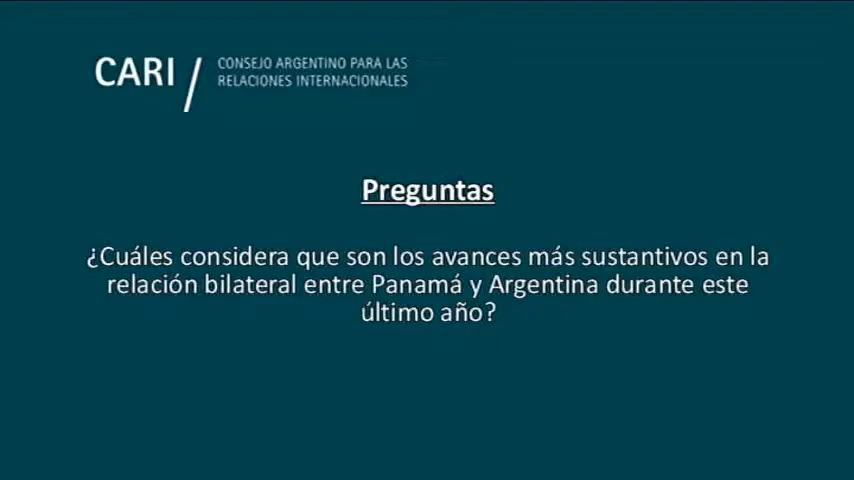 CARI
CONSEJO ARGENTINO PARA LAS
RELACIONES INTERNACIONALES
Preguntas
¿Cuáles considera que son los avances más sustantivos en la
relación bilateral entre Panamá y Argentina durante este
último año?